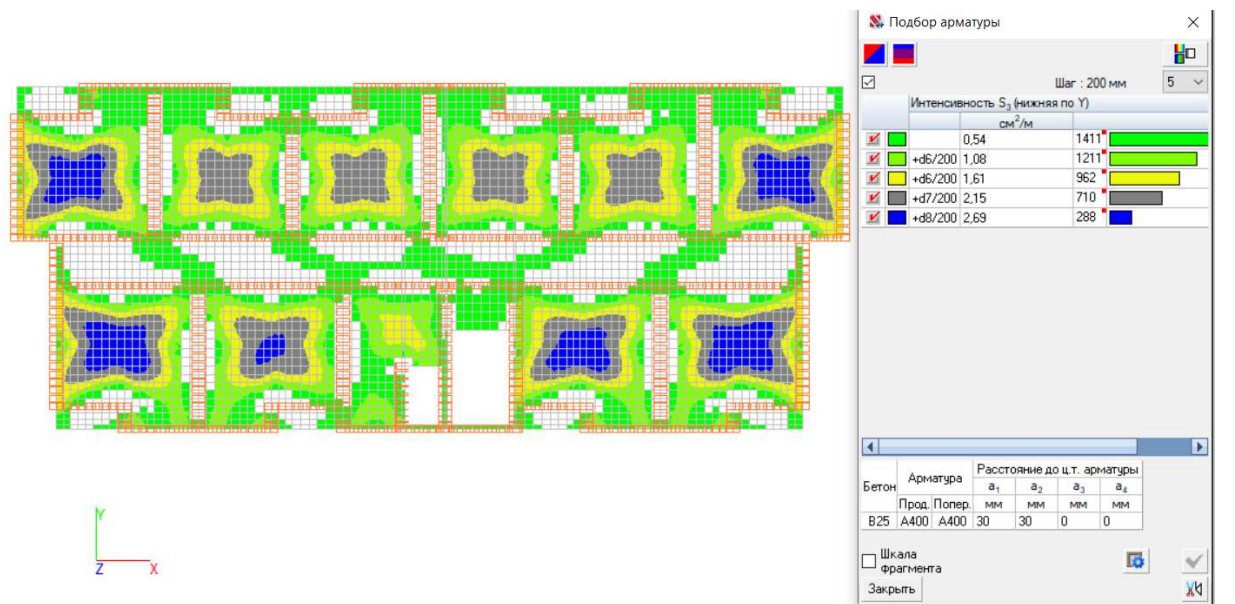 Подбор арматуры
Шаг : 200 мм 5
Интенсивность S3 (нижняя по Y)
см²/м
0,54 1411
+d6/200 1,08 1211
+d6/200 1,61 962
+d7/200 2,15 710
+d8/200 2,69 288
Бетон Арматура Расстояние до ц.т. арматуры
a1 a2 a3 a4
Прод. Попер. мм мм мм мм
B25 A400 A400 30 30 0 0
Шкала
фрагмента
Закрыть
Y
Z X